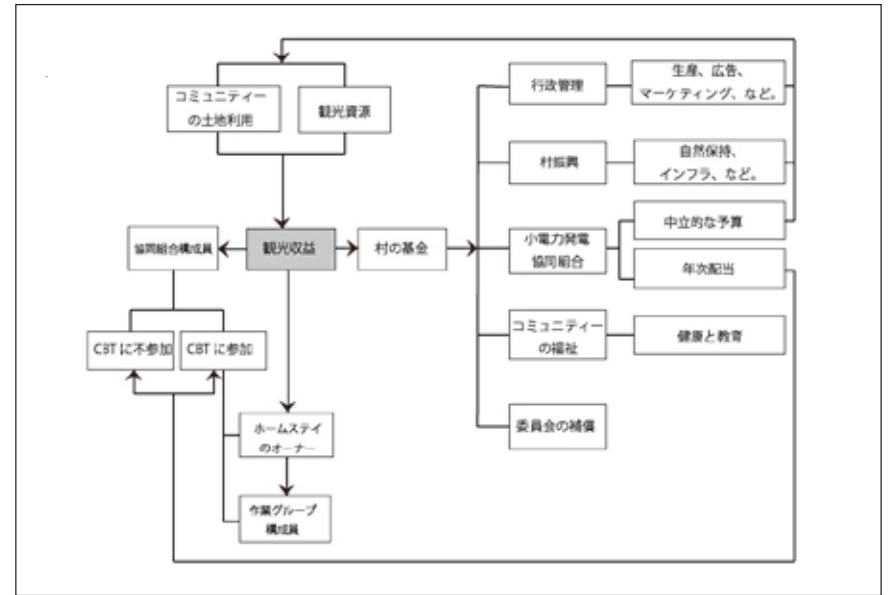 コミュニティー
の土地利用
観光資源
行政管理
生産、広告、
マーケティング、など。
村振興
自然保持、
インフラ、など。
協同組合構成員
観光収益
村の基金
小電力発電
協同組合
中立的な予算
年次配当
CBTに不参加
CBTに参加
コミュニティー
の福祉
健康と教育
ホームステイ
のオーナー
委員会の補償
作業グループ
構成員